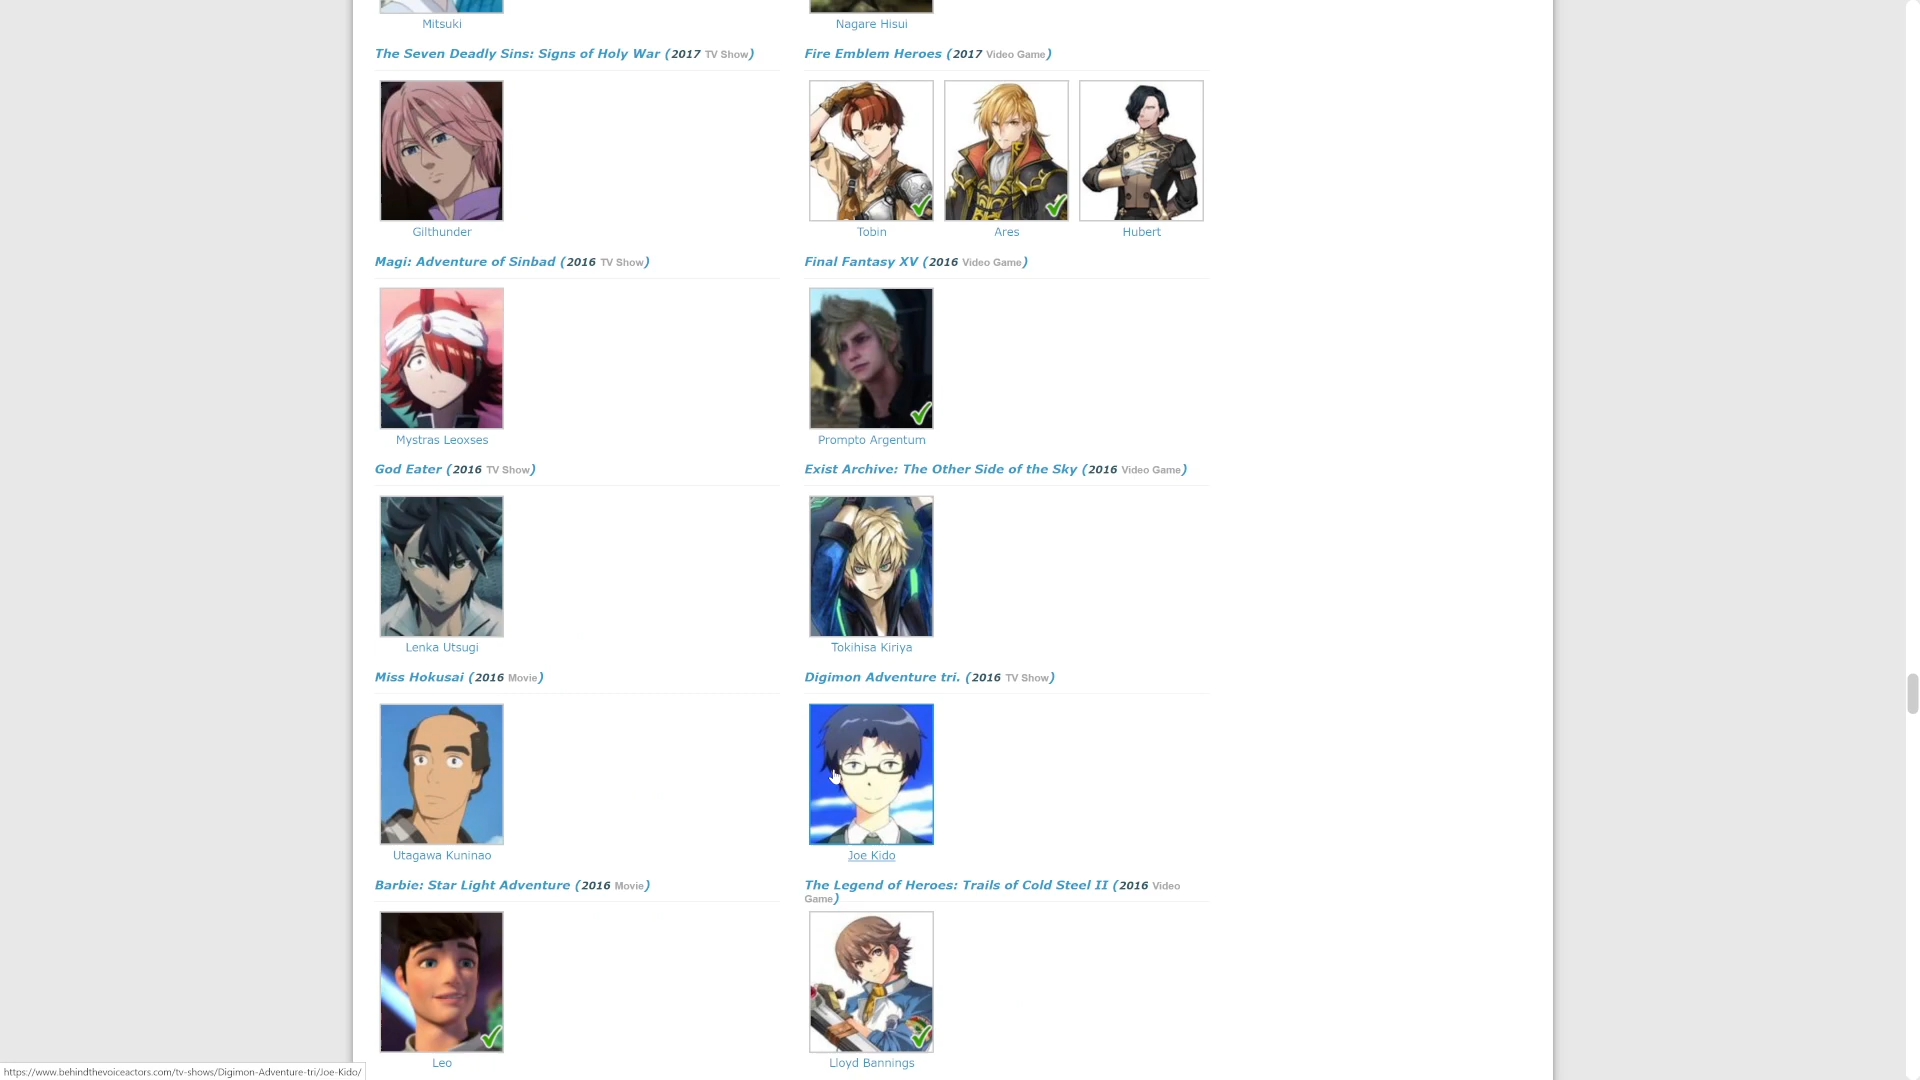 Mitsuki
Nagare Hisui
The Seven Deadly Sins: Signs of Holy War (2017 TV Show)
Fire Emblem Heroes (2017 Video Game)
Gilthunder
Tobin
Ares
Hubert
Magi: Adventure of Sinbad (2016 TV Show)
Final Fantasy XV (2016 Video Game)
Mystras Leoxses
Prompto Argentum
God Eater (2016 TV Show)
Exist Archive: The Other Side of the Sky (2016 Video Game)
Lenka Utsugi
Tokihisa Kiriya
Miss Hokusai (2016 Movie)
Digimon Adventure tri. (2016 TV Show)
Utagawa Kuninao
Joe Kido
Barbie: Star Light Adventure (2016 Movie)
The Legend of Heroes: Trails of Cold Steel II (2016 Video
Game)
Leo
Lloyd Bannings
https://www.behindthevoiceactors.com/tv-shows/Digimon-Adventure-tri/Joe-Kido/